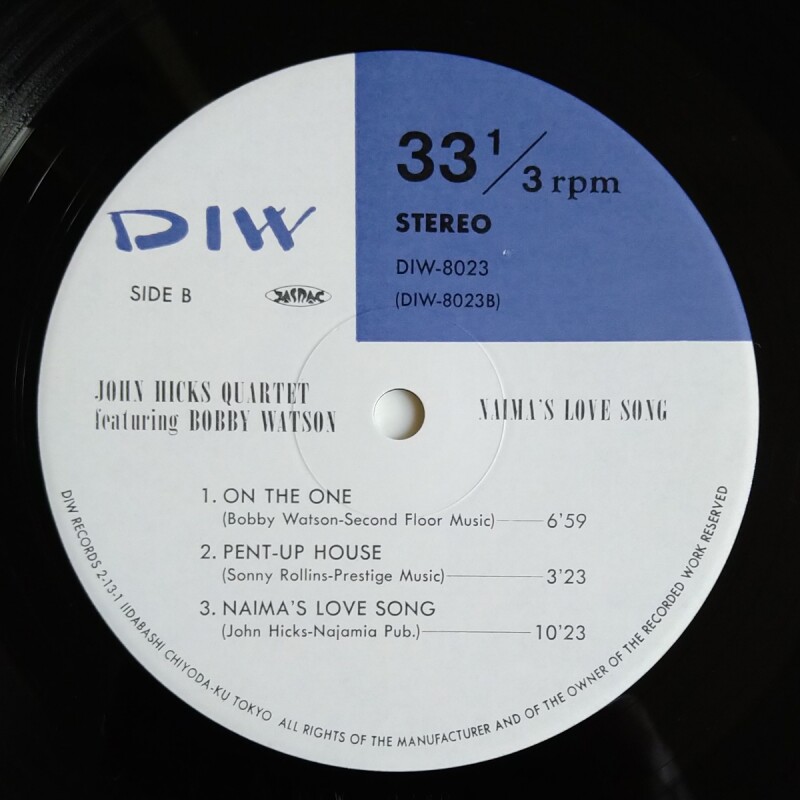 33 1/3 rpm
STEREO
DIW-8023
(DIW-8023B)
DIW
SIDE B
JASRAC
JOHN HICKS QUARTET
featuring BOBBY WATSON
NAIMA'S LOVE SONG
1. ON THE ONE
(Bobby Watson-Second Floor Music) 6'59
2. PENT-UP HOUSE
(Sonny Rollins-Prestige Music) 3'23
3. NAIMA'S LOVE SONG
(John Hicks-Najamia Pub.) 10'23
DIW RECORDS 2-13-1 IIDABASHI CHIYODA-KU TOKYO ALL RIGHTS OF THE MANUFACTURER AND OF THE OWNER OF THE RECORDED WORK RESERVED